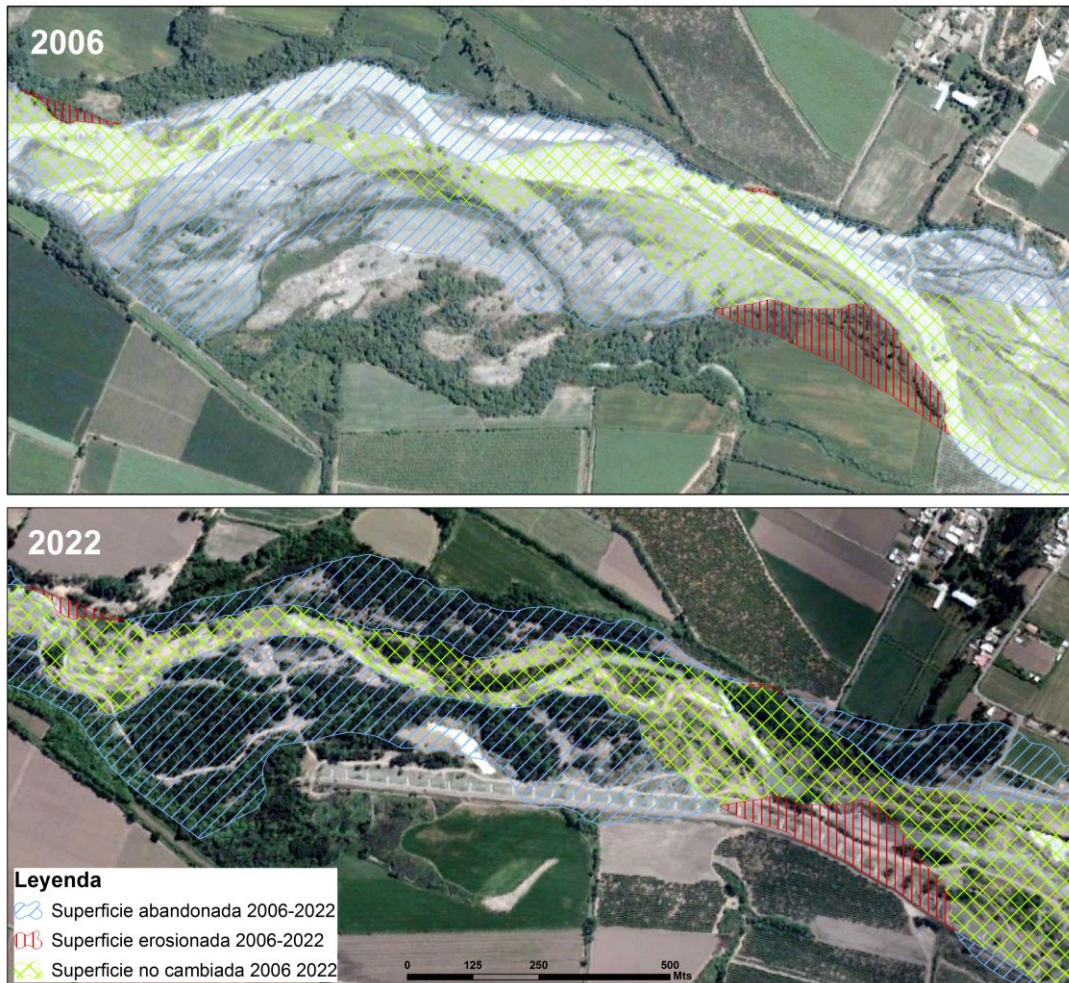 2006
N
2022
Leyenda
Superficie abandonada 2006-2022
Superficie erosionada 2006-2022
Superficie no cambiada 2006 2022
0 125 250 500
Mts